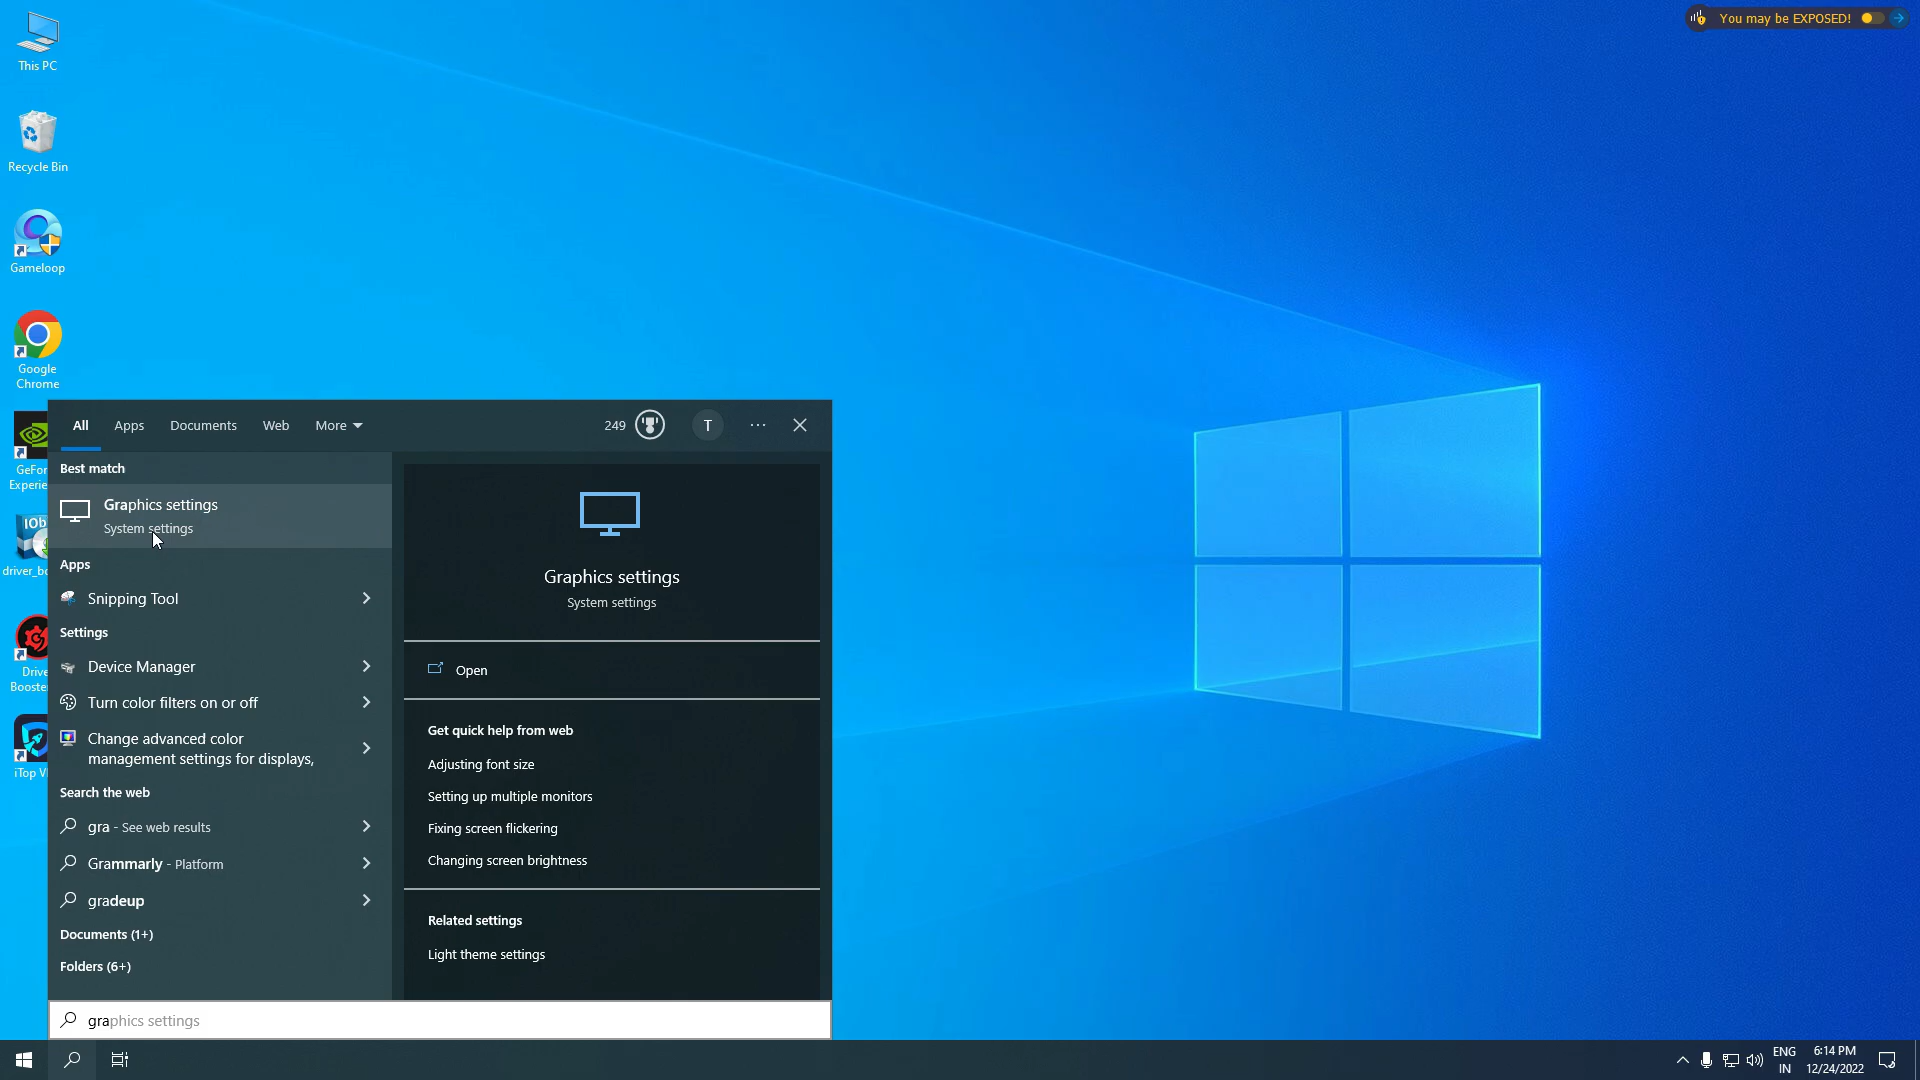 This PC
Recycle Bin
Gameloop
Google
Chrome
GeFor
Experie
IOb
driver_bo
Drive
Booster
iTop V
You may be EXPOSED!
All
Apps
Documents
Web
More
249
T
Best match
Graphics settings
System settings
Apps
Snipping Tool
Settings
Device Manager
Turn color filters on or off
Change advanced color
management settings for displays,
Search the web
gra - See web results
Grammarly - Platform
gradeup
Documents (1+)
Folders (6+)
Graphics settings
System settings
Open
Get quick help from web
Adjusting font size
Setting up multiple monitors
Fixing screen flickering
Changing screen brightness
Related settings
Light theme settings
graphics settings
ENG
IN
6:14 PM
12/24/2022